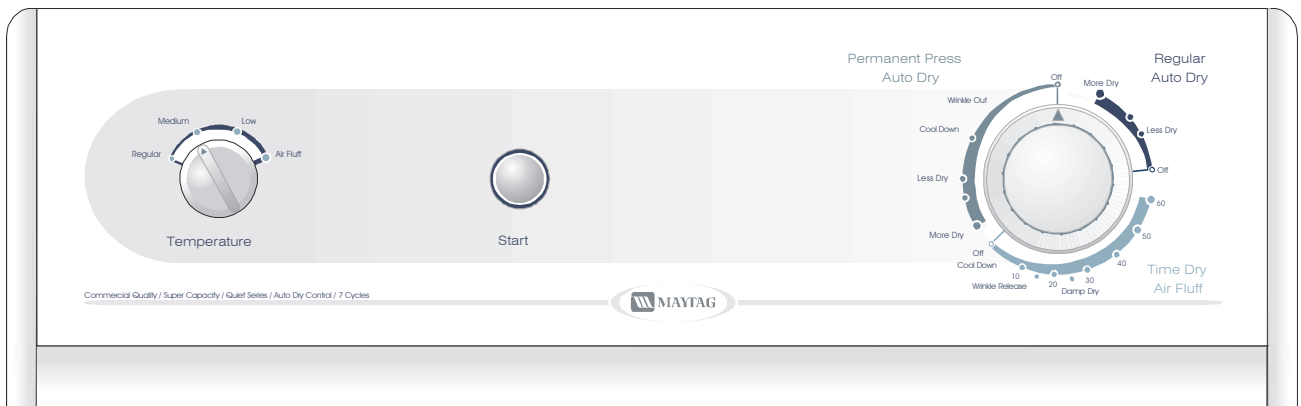 Permanent Press
Auto Dry
Regular
Auto Dry
Off
More Dry
Wrinkle Out
Medium
Low
Cool Down
Less Dry
Regular
Air Fluff
Off
Less Dry
60
More Dry
50
Temperature
Start
Off
40
Cool Down
Time Dry
Air Fluff
10
20
30
Wrinkle Release
Damp Dry
Commercial Quality / Super Capacity / Quiet Series / Auto Dry Control / 7 Cycles
MAYTAG